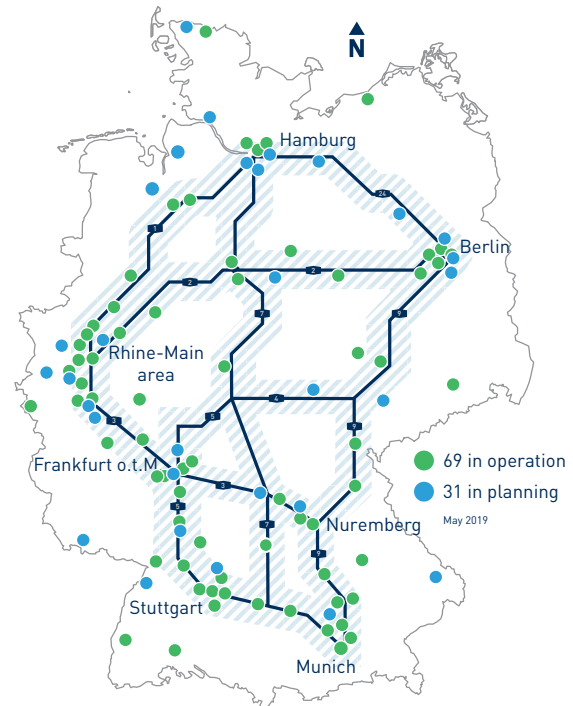 N
Hamburg
24
1
Berlin
2
2
7
9
Rhine-Main
area
4
5
3
9
Frankfurt o.t.M
3
69 in operation
31 in planning
May 2019
5
7
Nuremberg
9
Stuttgart
Munich